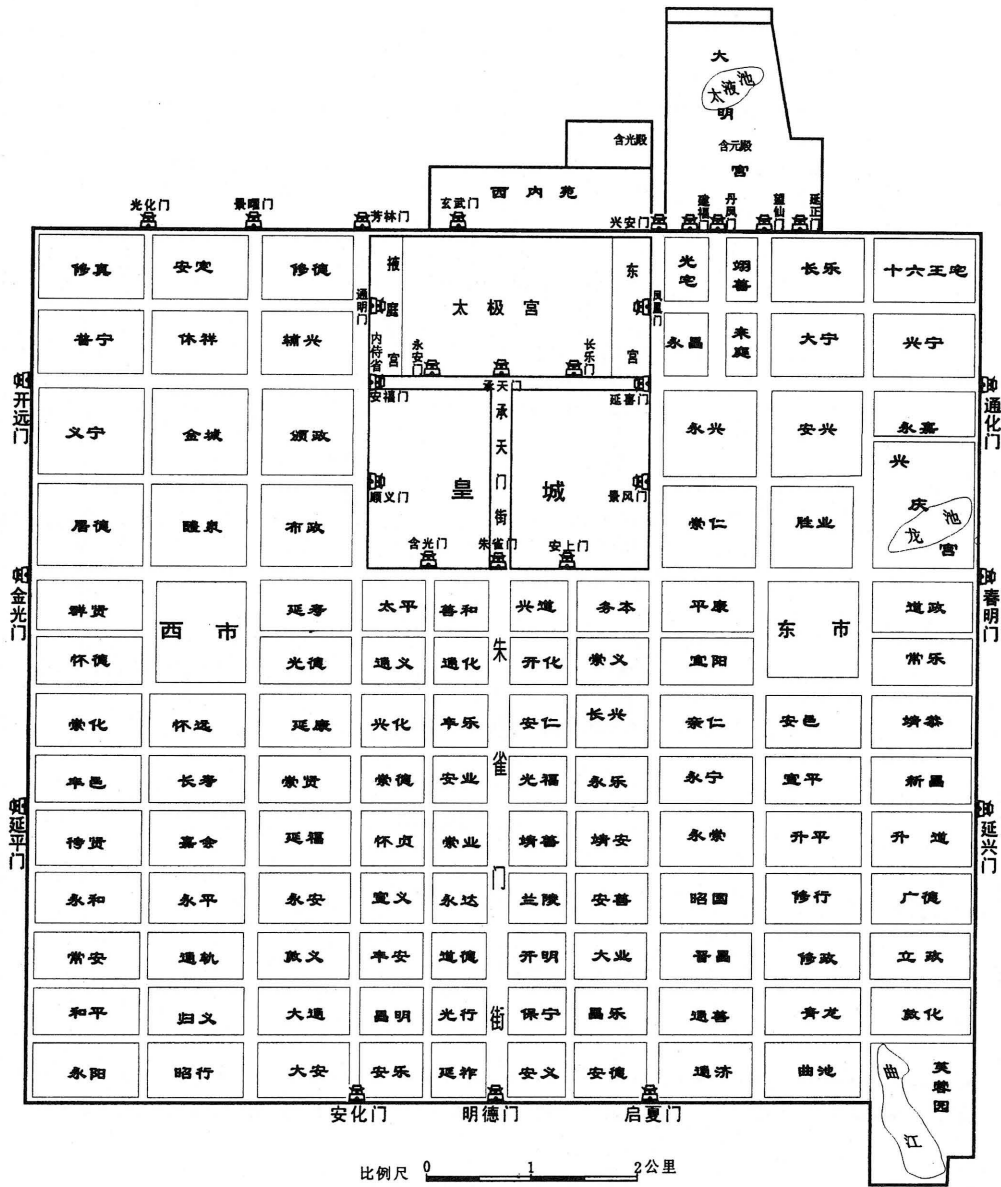 大
太液池
明
含光殿
含元殿
宫
西内苑
光化门 景曜门 芳林门 玄武门 兴安门 建福门 丹凤门 望仙门 延正门
修真 安定 修德 掖庭宫 太极宫 东宫 光宅 翊善 长乐 十六王宅
通明门 凤凰门
普宁 休祥 辅兴 内侍省 永安门 长乐门 永昌 来庭 大宁 兴宁
开远门 安福门 承天门 延喜门 通化门
义宁 金城 颁政 承天门街 永兴 安兴 永嘉
顺义门 皇城 景风门 兴庆宫
居德 醴泉 布政 崇仁 胜业 龙池
含光门 朱雀门 安上门
金光门 春明门
群贤 西市 延寿 太平 善和 兴道 务本 平康 东市 道政
朱雀门街
怀德 光德 通义 通化 开化 崇义 宣阳 常乐
崇化 怀远 延康 兴化 丰乐 安仁 长兴 亲仁 安邑 靖恭
丰邑 长寿 崇贤 崇德 安业 光福 永乐 永宁 宣平 新昌
延平门 延兴门
待贤 嘉会 延福 怀贞 崇业 靖善 靖安 永崇 升平 升道
永和 永平 永安 宣义 永达 兰陵 安善 昭国 修行 广德
常安 通轨 敦义 丰安 道德 开明 大业 晋昌 修政 立政
和平 归义 大通 昌明 光行 保宁 昌乐 通善 青龙 敦化
永阳 昭行 大安 安乐 延祚 安义 安德 通济 曲池 曲江 芙蓉园
安化门 明德门 启夏门
比例尺 0 1 2公里